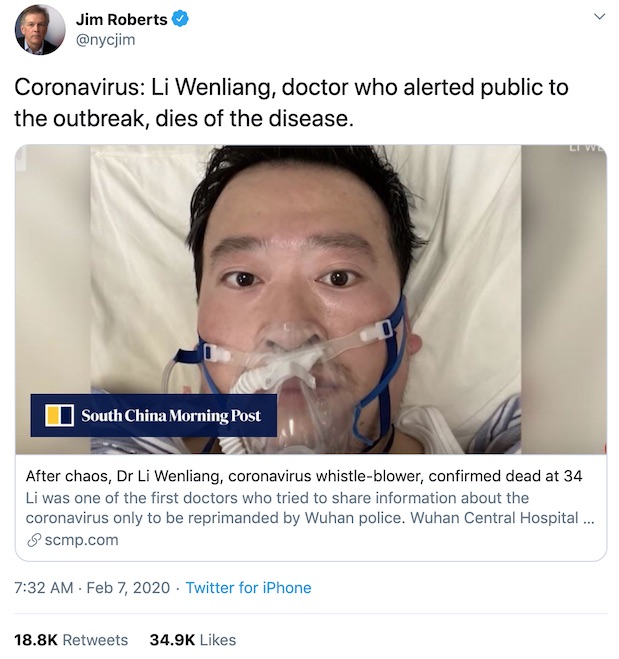 Jim Roberts
@nycjim
Coronavirus: Li Wenliang, doctor who alerted public to
the outbreak, dies of the disease.
South China Morning Post
After chaos, Dr Li Wenliang, coronavirus whistle-blower, confirmed dead at 34
Li was one of the first doctors who tried to share information about the
coronavirus only to be reprimanded by Wuhan police. Wuhan Central Hospital ...
scmp.com
7:32 AM · Feb 7, 2020 · Twitter for iPhone
18.8K Retweets 34.9K Likes